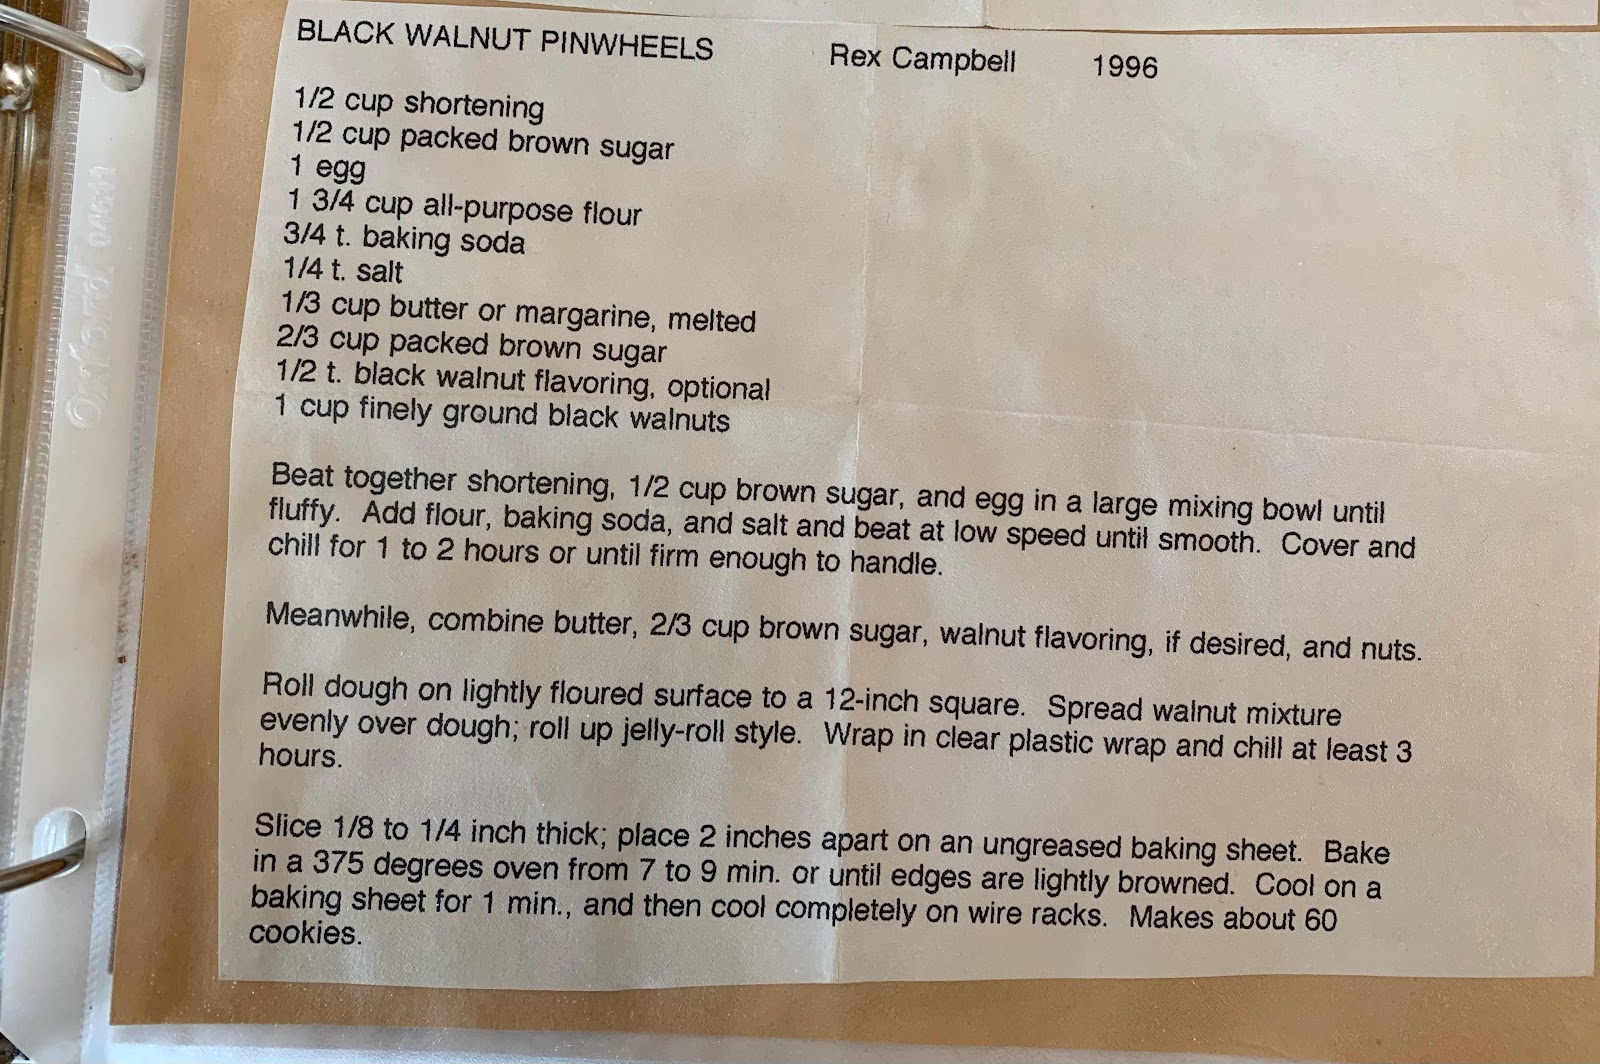 BLACK WALNUT PINWHEELS Rex Campbell 1996
1/2 cup shortening
1/2 cup packed brown sugar
1 egg
1 3/4 cup all-purpose flour
3/4 t. baking soda
1/4 t. salt
1/3 cup butter or margarine, melted
2/3 cup packed brown sugar
1/2 t. black walnut flavoring, optional
1 cup finely ground black walnuts
Beat together shortening, 1/2 cup brown sugar, and egg in a large mixing bowl until
fluffy. Add flour, baking soda, and salt and beat at low speed until smooth. Cover and
chill for 1 to 2 hours or until firm enough to handle.
Meanwhile, combine butter, 2/3 cup brown sugar, walnut flavoring, if desired, and nuts.
Roll dough on lightly floured surface to a 12-inch square. Spread walnut mixture
evenly over dough; roll up jelly-roll style. Wrap in clear plastic wrap and chill at least 3
hours.
Slice 1/8 to 1/4 inch thick; place 2 inches apart on an ungreased baking sheet. Bake
in a 375 degrees oven from 7 to 9 min. or until edges are lightly browned. Cool on a
baking sheet for 1 min., and then cool completely on wire racks. Makes about 60
cookies.